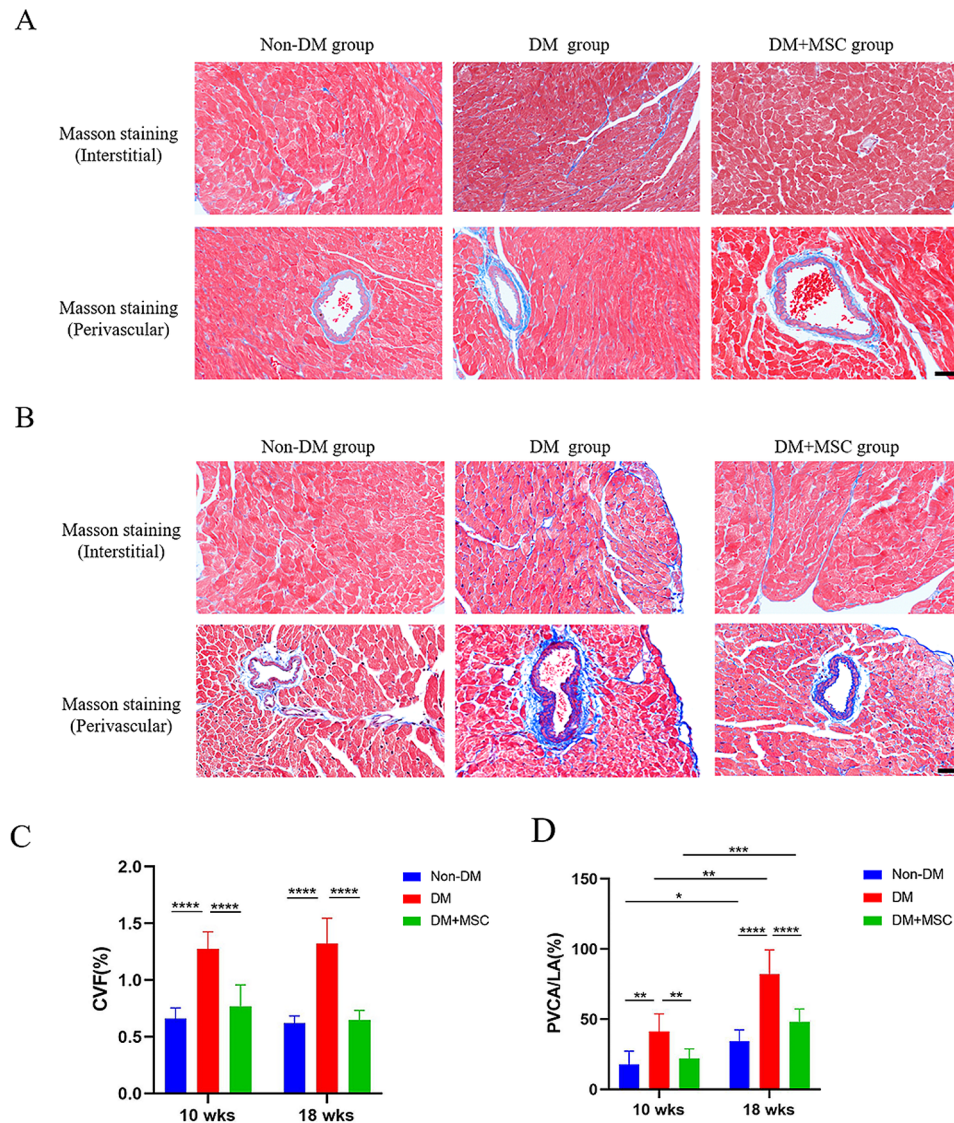 A
Non-DM group DM group DM+MSC group
Masson staining
(Interstitial)
Masson staining
(Perivascular)
B
Non-DM group DM group DM+MSC group
Masson staining
(Interstitial)
Masson staining
(Perivascular)
C
CVF(%)
2.0
1.5
1.0
0.5
0.0
**** ****
**** ****
10 wks 18 wks
Non-DM
DM
DM+MSC
D
PVCA/LA(%)
150
100
50
0
***
**
*
**** ****
** **
10 wks 18 wks
Non-DM
DM
DM+MSC